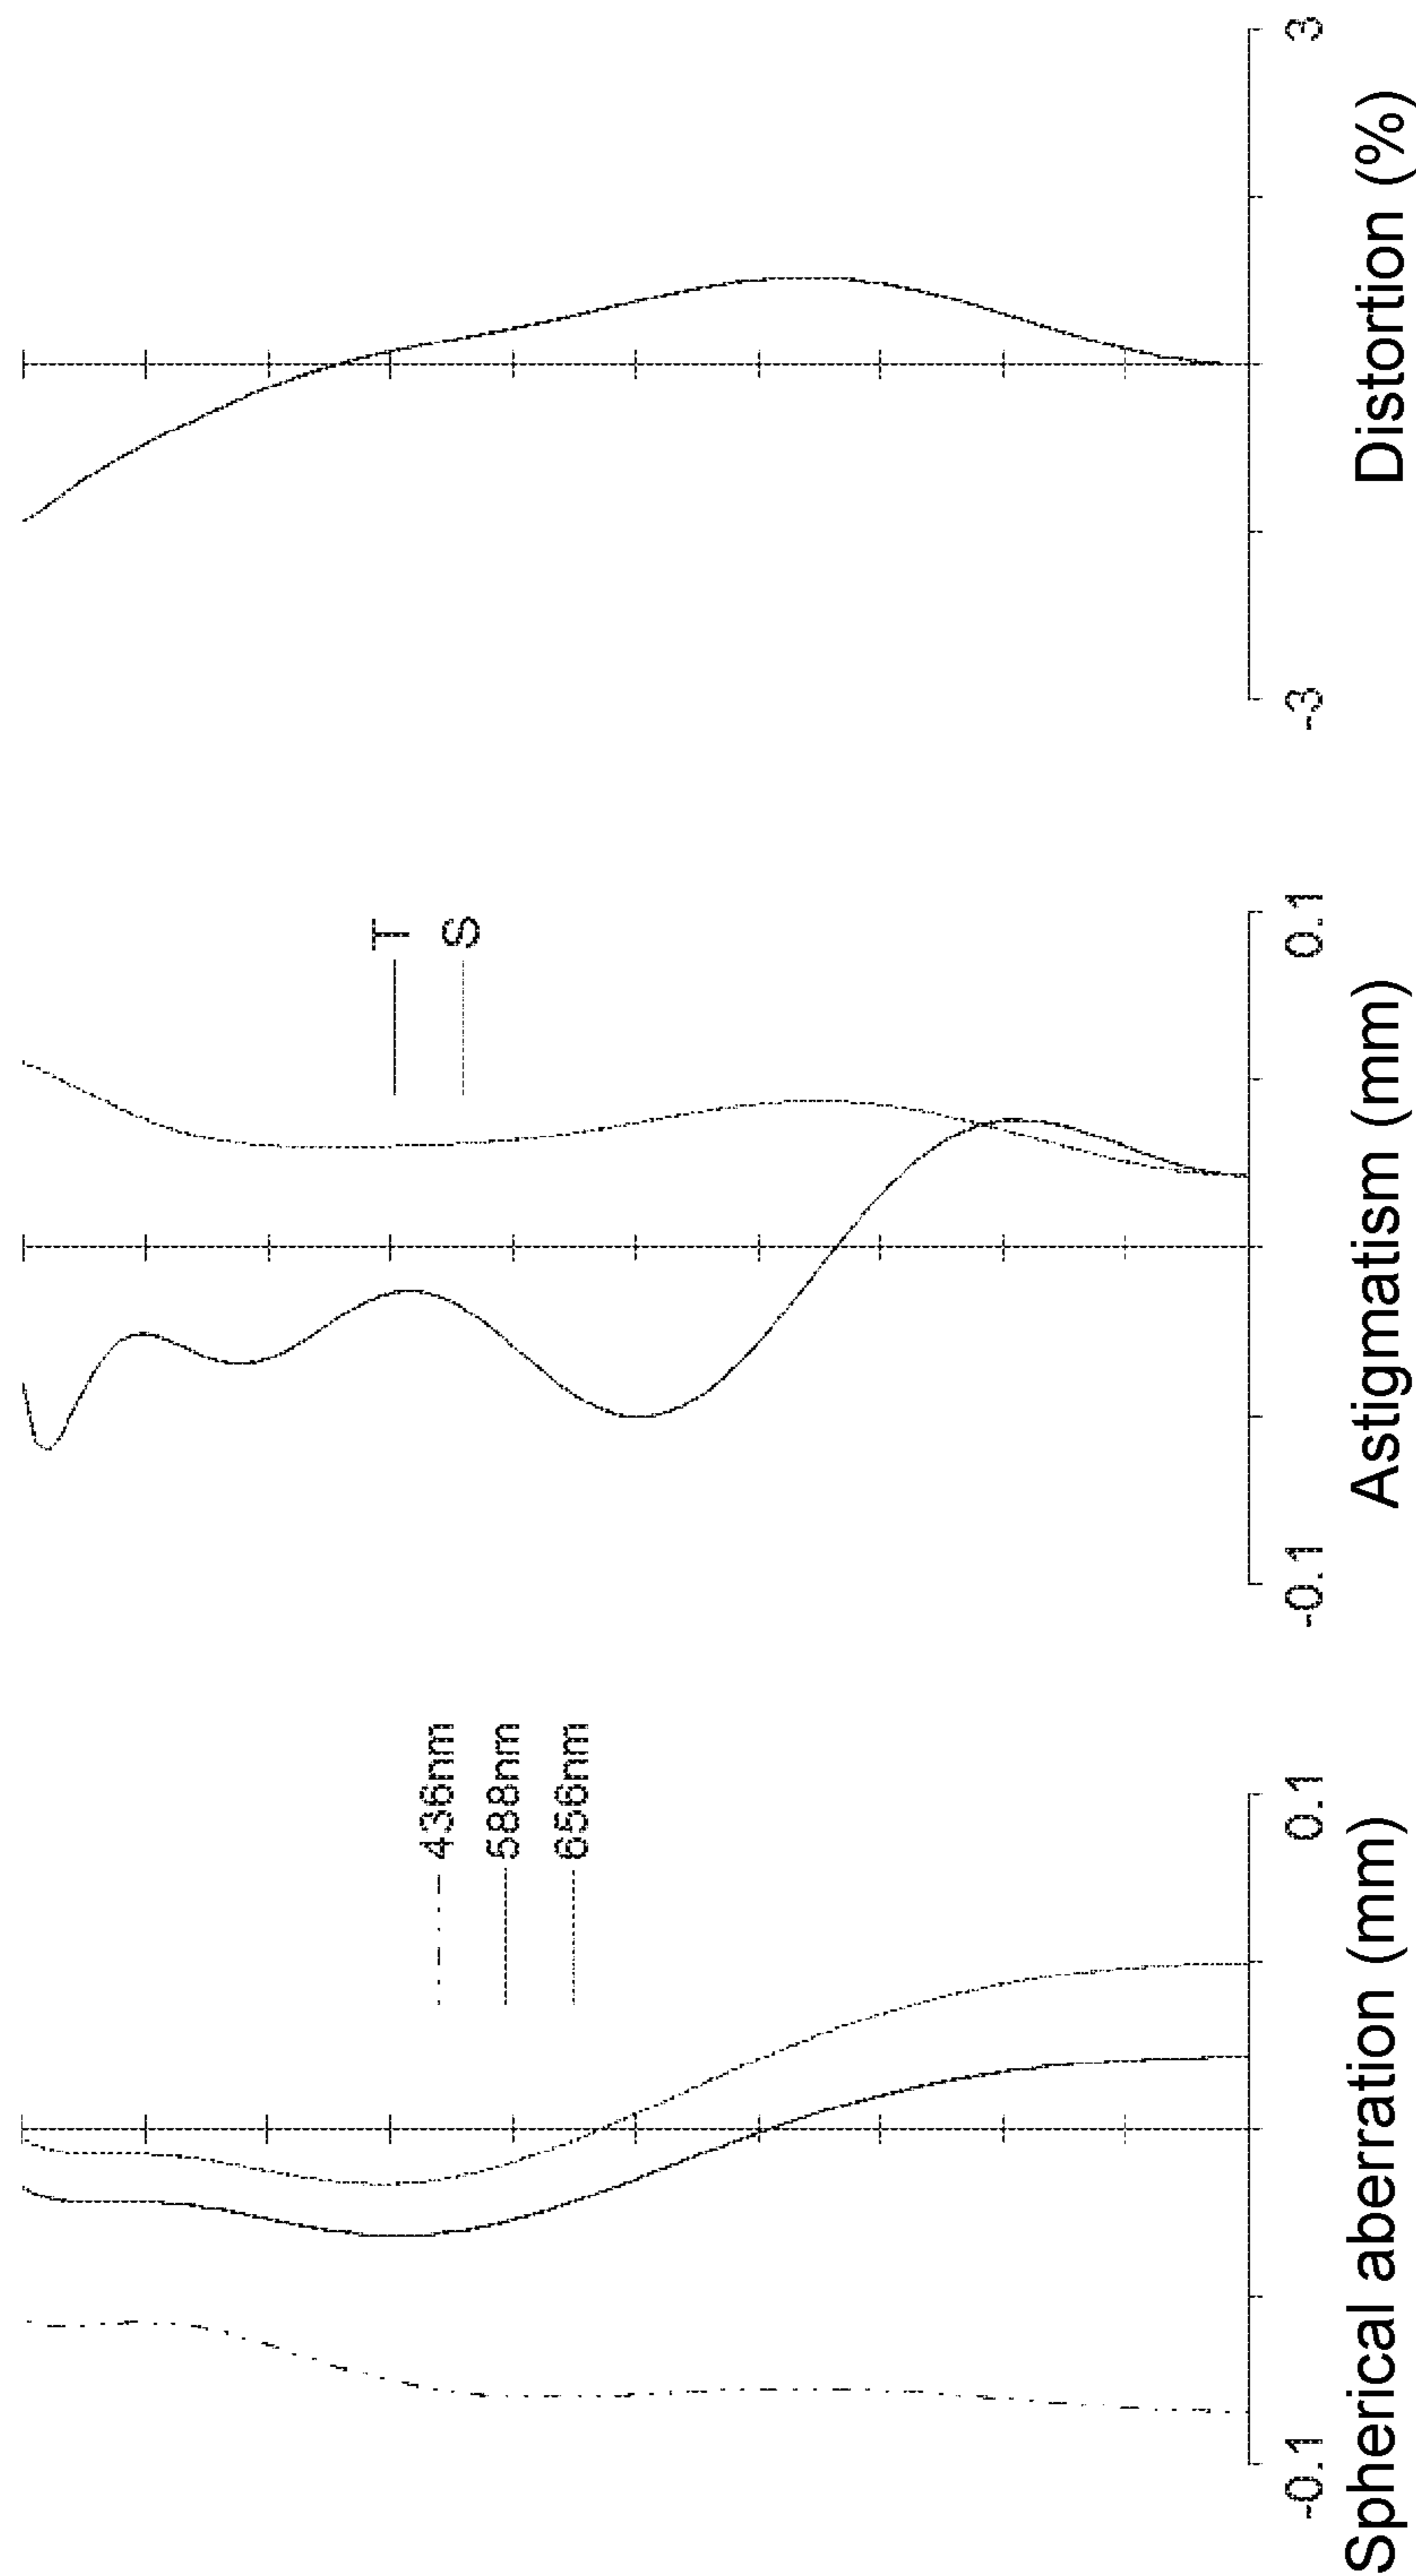 436nm
588nm
656nm
-0.1
0.1
Spherical aberration (mm)
T
S
-0.1
0.1
Astigmatism (mm)
-3
3
Distortion (%)